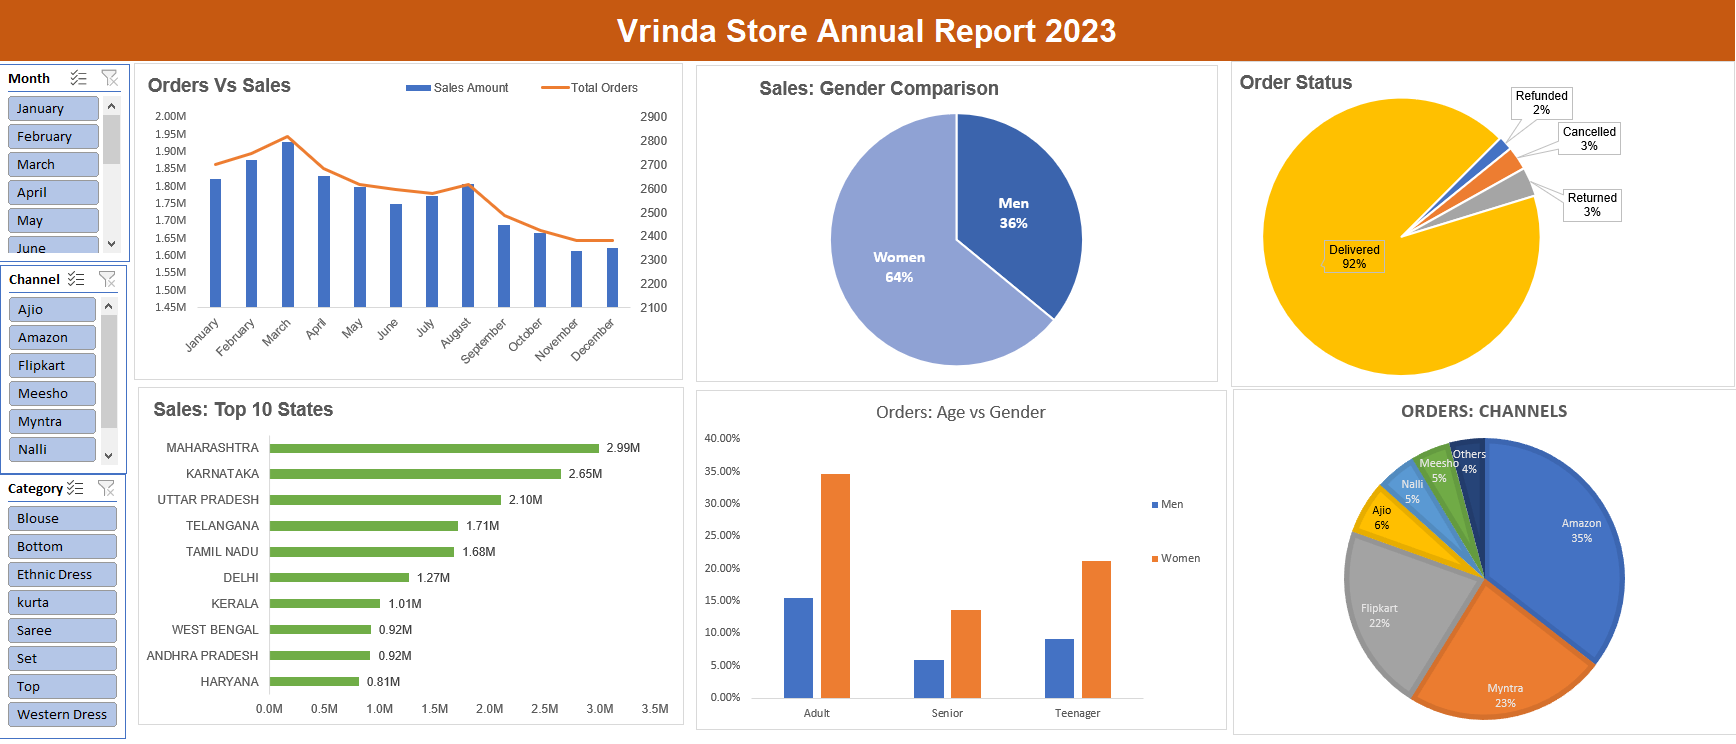 Vrinda Store Annual Report 2023
Month
January
February
March
April
May
June
Channel
Ajio
Amazon
Flipkart
Meesho
Myntra
Nalli
Category
Blouse
Bottom
Ethnic Dress
kurta
Saree
Set
Top
Western Dress
Orders Vs Sales
Sales Amount
Total Orders
2.00M
1.95M
1.90M
1.85M
1.80M
1.75M
1.70M
1.65M
1.60M
1.55M
1.50M
1.45M
2900
2800
2700
2600
2500
2400
2300
2200
2100
January
February
March
April
May
June
July
August
September
October
November
December
Sales: Gender Comparison
Men
36%
Women
64%
Order Status
Refunded
2%
Cancelled
3%
Returned
3%
Delivered
92%
Sales: Top 10 States
MAHARASHTRA 2.99M
KARNATAKA 2.65M
UTTAR PRADESH 2.10M
TELANGANA 1.71M
TAMIL NADU 1.68M
DELHI 1.27M
KERALA 1.01M
WEST BENGAL 0.92M
ANDHRA PRADESH 0.92M
HARYANA 0.81M
0.0M 0.5M 1.0M 1.5M 2.0M 2.5M 3.0M 3.5M
Orders: Age vs Gender
40.00%
35.00%
30.00%
25.00%
20.00%
15.00%
10.00%
5.00%
0.00%
Adult Senior Teenager
Men
Women
ORDERS: CHANNELS
Others
4%
Meesho
5%
Nalli
5%
Ajio
6%
Amazon
35%
Flipkart
22%
Myntra
23%